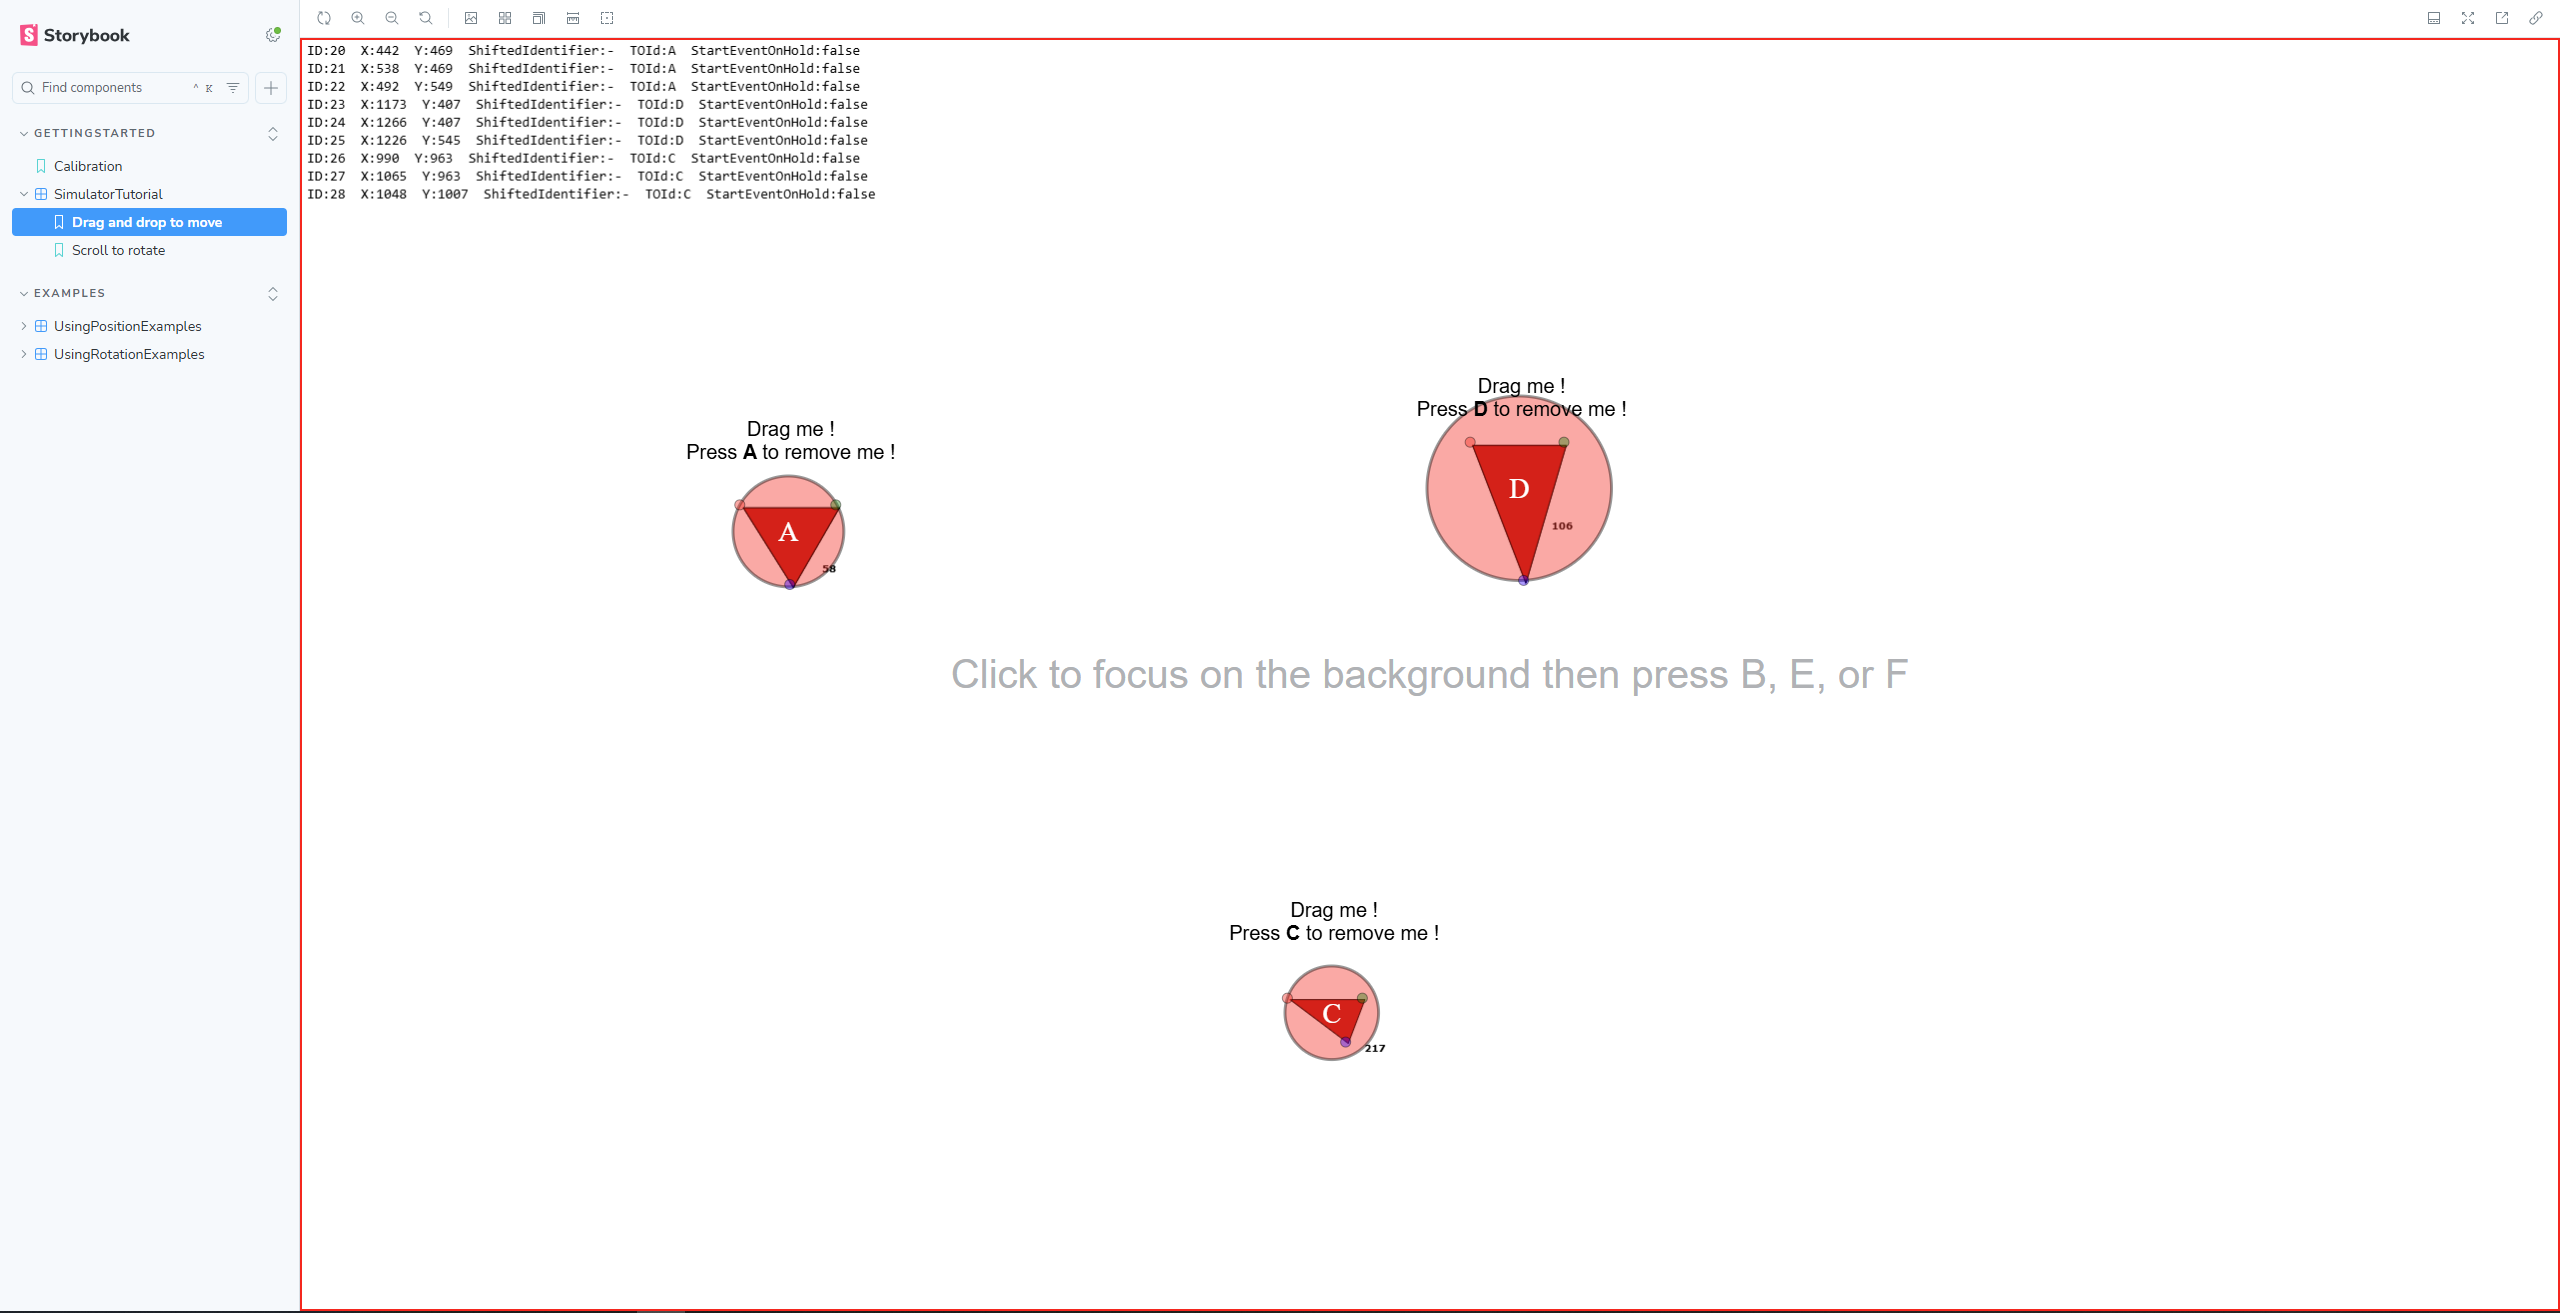 Storybook
Find components
^ K
GETTINGSTARTED
Calibration
SimulatorTutorial
Drag and drop to move
Scroll to rotate
EXAMPLES
UsingPositionExamples
UsingRotationExamples
ID:20 X:442 Y:469 ShiftedIdentifier:- TOId:A StartEventOnHold:false
ID:21 X:538 Y:469 ShiftedIdentifier:- TOId:A StartEventOnHold:false
ID:22 X:492 Y:549 ShiftedIdentifier:- TOId:A StartEventOnHold:false
ID:23 X:1173 Y:407 ShiftedIdentifier:- TOId:D StartEventOnHold:false
ID:24 X:1266 Y:407 ShiftedIdentifier:- TOId:D StartEventOnHold:false
ID:25 X:1226 Y:545 ShiftedIdentifier:- TOId:D StartEventOnHold:false
ID:26 X:990 Y:963 ShiftedIdentifier:- TOId:C StartEventOnHold:false
ID:27 X:1065 Y:963 ShiftedIdentifier:- TOId:C StartEventOnHold:false
ID:28 X:1048 Y:1007 ShiftedIdentifier:- TOId:C StartEventOnHold:false
Drag me !
Press D to remove me !
D
106
Drag me !
Press A to remove me !
A
58
Click to focus on the background then press B, E, or F
Drag me !
Press C to remove me !
C
217